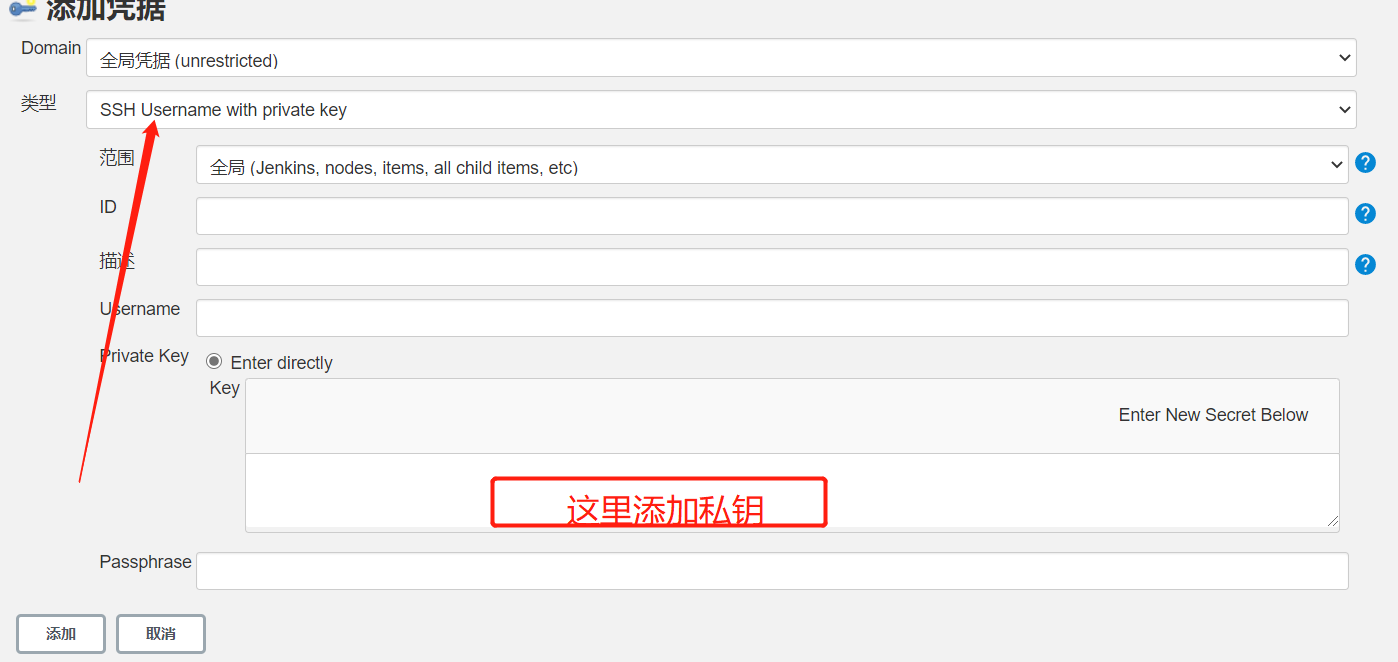 添加凭据
Domain
全局凭据 (unrestricted)
类型
SSH Username with private key
范围
全局 (Jenkins, nodes, items, all child items, etc)
?
ID
?
描述
?
Username
Private Key
Enter directly
Key
Enter New Secret Below
这里添加私钥
Passphrase
添加
取消